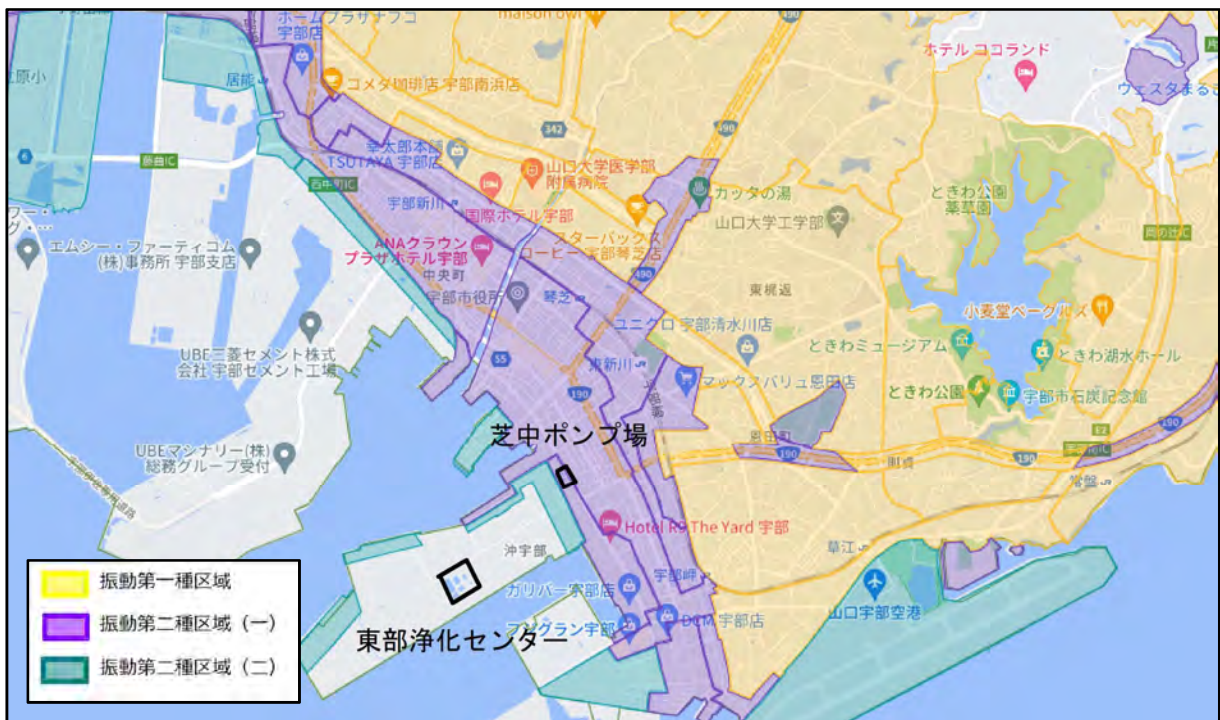 ホームプラザナフコ
宇部店
maison owl
490
ホテル ココランド
居能
コメダ珈琲店 宇部南浜店
ウェスタまるき
342
490
6
藤曲IC
幸太郎本舗
TSUTAYA 宇部店
山口大学医学部
附属病院
西中町IC
カッタの湯
ときわ公園
薬草園
宇部新川
国際ホテル宇部
山口大学工学部
エムシー・ファーティコム
(株)事務所 宇部支店
ANAクラウン
プラザホテル宇部
スターバックス
コーヒー 宇部琴芝店
中央町
490
宇部市役所
琴芝
東梶返
小麦堂ベーグルズ
ユニクロ 宇部清水川店
UBE三菱セメント株式
会社 宇部セメント工場
55
東新川
ときわミュージアム
ときわ湖水ホール
マックスバリュ恩田店
190
ときわ公園
宇部市石炭記念館
芝中ポンプ場
恩田町
E2
UBEマシナリー(株)
総務グループ受付
190
則貞
190
常盤
Hotel R9 The Yard 宇部
沖宇部
草江
宇部岬
ガリバー宇部店
山口宇部空港
DCM 宇部店
東部浄化センター
振動第一種区域
振動第二種区域（一）
振動第二種区域（二）